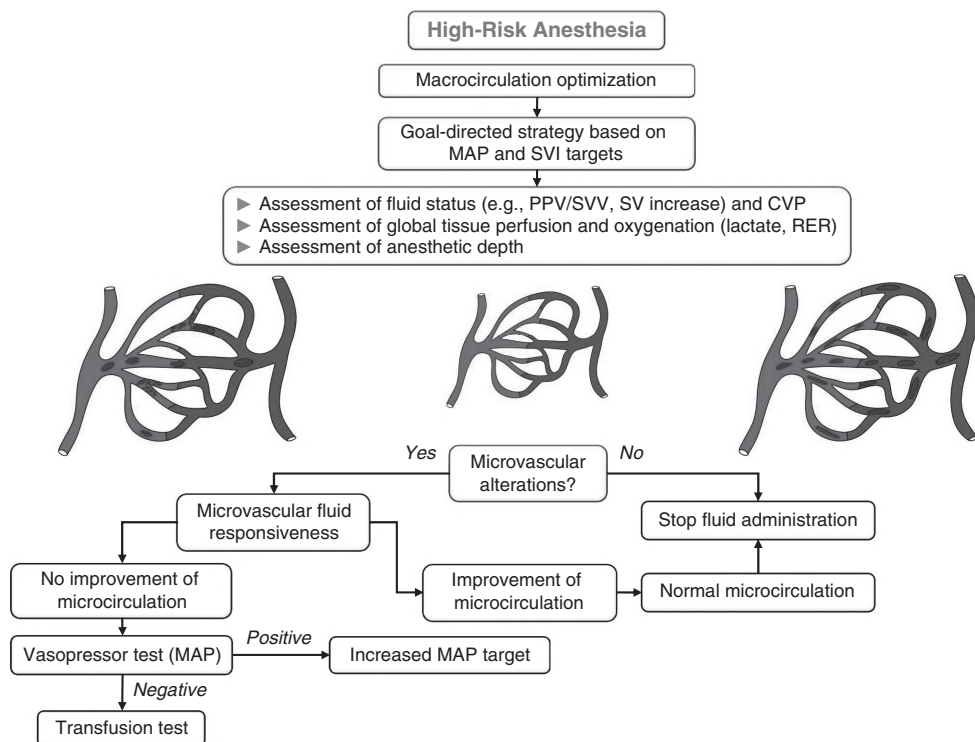 High-Risk Anesthesia
Macrocirculation optimization
Goal-directed strategy based on
MAP and SVI targets
▶ Assessment of fluid status (e.g., PPV/SVV, SV increase) and CVP
▶ Assessment of global tissue perfusion and oxygenation (lactate, RER)
▶ Assessment of anesthetic depth
Yes
Microvascular
alterations?
No
Microvascular fluid
responsiveness
Stop fluid administration
No improvement of
microcirculation
Improvement of
microcirculation
Normal microcirculation
Vasopressor test (MAP)
Positive
Increased MAP target
Negative
Transfusion test